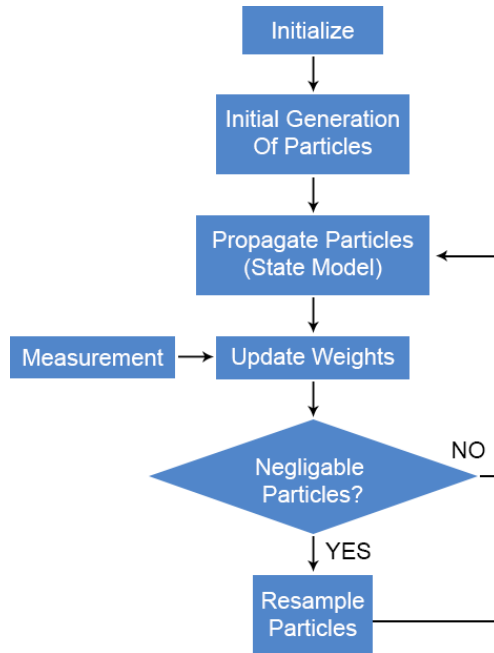 Initialize
Initial Generation
Of Particles
Propagate Particles
(State Model)
Measurement
Update Weights
Negligable
Particles?
NO
YES
Resample
Particles